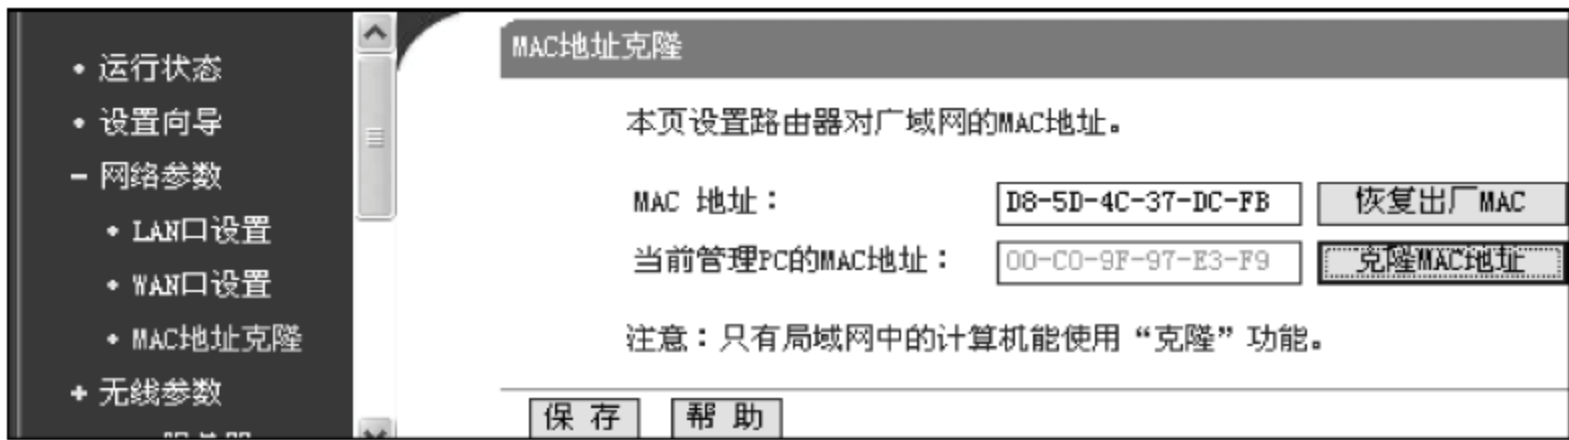 运行状态
设置向导
网络参数
LAN口设置
WAN口设置
MAC地址克隆
无线参数
MAC地址克隆
本页设置路由器对广域网的MAC地址。
MAC 地址： D8-5D-4C-37-DC-FB 恢复出厂MAC
当前管理PC的MAC地址： 00-C0-9F-97-E3-F9 克隆MAC地址
注意：只有局域网中的计算机能使用“克隆”功能。
保 存 帮 助